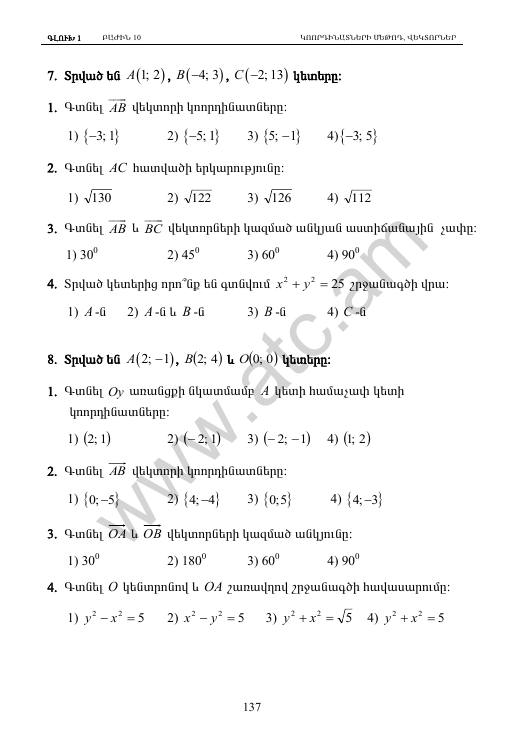 ԳԼՈՒԽ 1 ԲԱԺԻՆ 10 ԿՈՈՐԴԻՆԱՏՆԵՐԻ ՄԵԹՈԴ, ՎԵԿՏՈՐՆԵՐ
7. Տրված են A(1; 2), B(−4; 3), C(−2; 13) կետերը:
1. Գտնել \overrightarrow{AB} վեկտորի կոորդինատները:
1) {−3; 1} 2) {−5; 1} 3) {5; −1} 4) {−3; 5}
2. Գտնել AC հատվածի երկարությունը:
1) √130 2) √122 3) √126 4) √112
3. Գտնել \overrightarrow{AB} և \overrightarrow{BC} վեկտորների կազմած անկյան աստիճանային չափը:
1) 30⁰ 2) 45⁰ 3) 60⁰ 4) 90⁰
4. Տրված կետերից որո՞նք են գտնվում x² + y² = 25 շրջանագծի վրա:
1) A -ն 2) A -ն և B -ն 3) B -ն 4) C -ն
8. Տրված են A(2; −1), B(2; 4) և O(0; 0) կետերը:
1. Գտնել Oy առանցքի նկատմամբ A կետի համաչափ կետի
կոորդինատները:
1) (2; 1) 2) (−2; 1) 3) (−2; −1) 4) (1; 2)
2. Գտնել \overrightarrow{AB} վեկտորի կոորդինատները:
1) {0; −5} 2) {4; −4} 3) {0; 5} 4) {4; −3}
3. Գտնել \overrightarrow{OA} և \overrightarrow{OB} վեկտորների կազմած անկյունը:
1) 30⁰ 2) 180⁰ 3) 60⁰ 4) 90⁰
4. Գտնել O կենտրոնով և OA շառավղով շրջանագծի հավասարումը:
1) y² − x² = 5 2) x² − y² = 5 3) y² + x² = √5 4) y² + x² = 5
www.atc.am
137